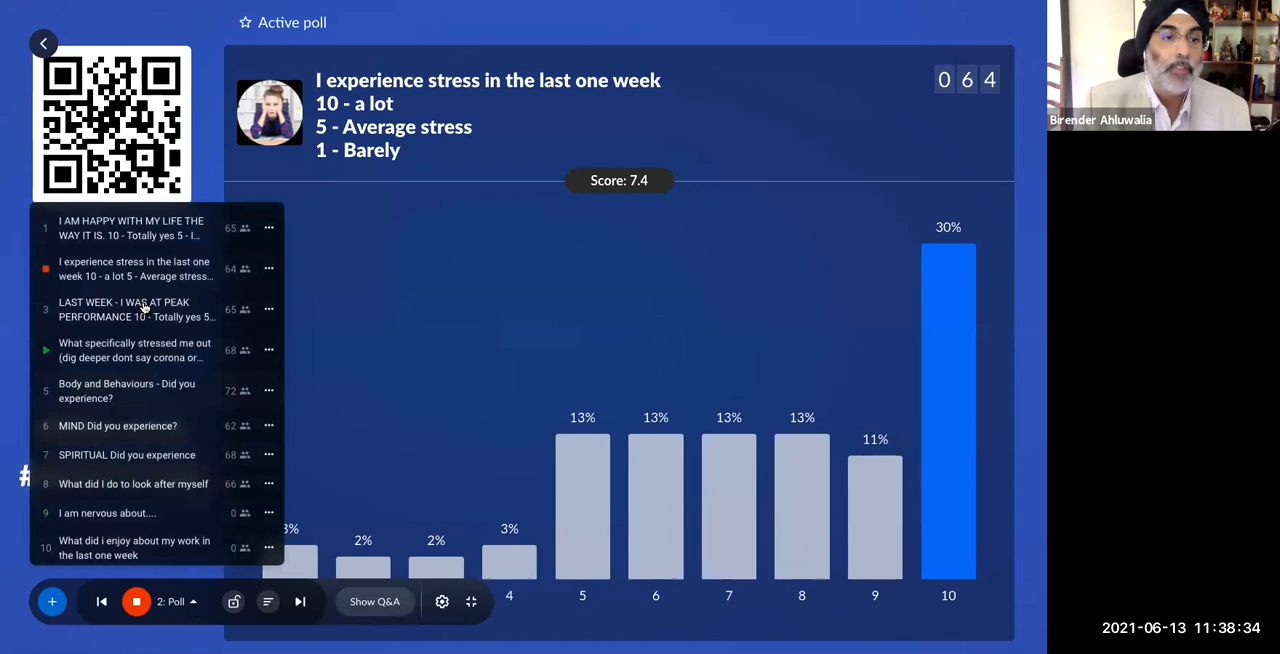 Active poll
I experience stress in the last one week
10 - a lot
5 - Average stress
1 - Barely
0 6 4
Score: 7.4
Birender Ahluwalia
1 I AM HAPPY WITH MY LIFE THE
WAY IT IS. 10 - Totally yes 5 - I... 65
I experience stress in the last one
week 10 - a lot 5 - Average stress... 64
3 LAST WEEK - I WAS AT PEAK
PERFORMANCE 10 - Totally yes 5... 65
What specifically stressed me out
(dig deeper dont say corona or... 68
5 Body and Behaviours - Did you
experience? 72
6 MIND Did you experience? 62
7 SPIRITUAL Did you experience 68
8 What did I do to look after myself 66
9 I am nervous about.... 0
10 What did i enjoy about my work in
the last one week 0
#
3% 2% 2% 3% 13% 13% 13% 13% 11% 30%
4 5 6 7 8 9 10
2: Poll
Show Q&A
2021-06-13 11:38:34